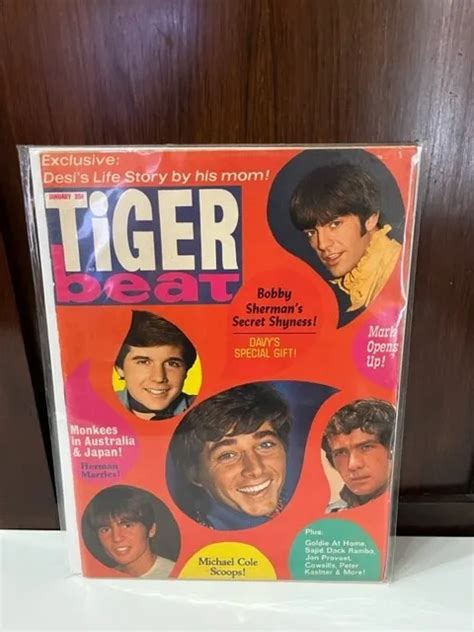 Exclusive:
Desi's Life Story by his mom!
JANUARY 35¢
TiGER
beat
Bobby
Sherman's
Secret Shyness!
DAVY'S
SPECIAL GIFT!
Mark
Opens
Up!
Monkees
in Australia
& Japan!
Herman
Marries!
Michael Cole
Scoops!
Plus:
Goldie At Home,
Sajid, Dack Rambo,
Jon Provost,
Cowsills, Peter
Kastner & More!